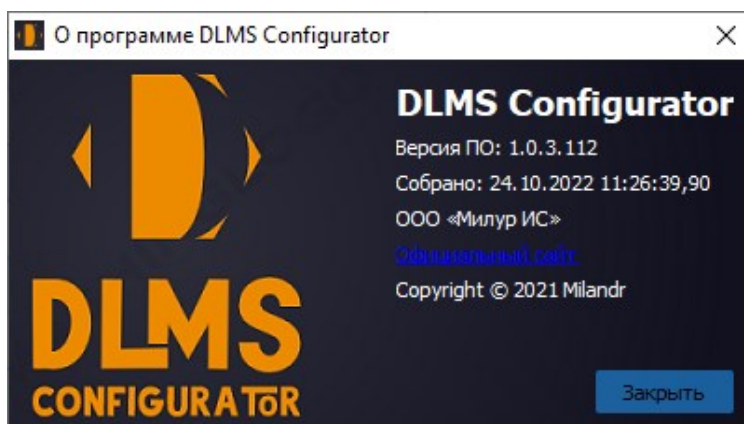 О программе DLMS Configurator
DLMS
CONFIGURATOR
DLMS Configurator
Версия ПО: 1.0.3.112
Собрано: 24.10.2022 11:26:39,90
ООО «Милур ИС»
Официальный сайт
Copyright © 2021 Milandr
Закрыть